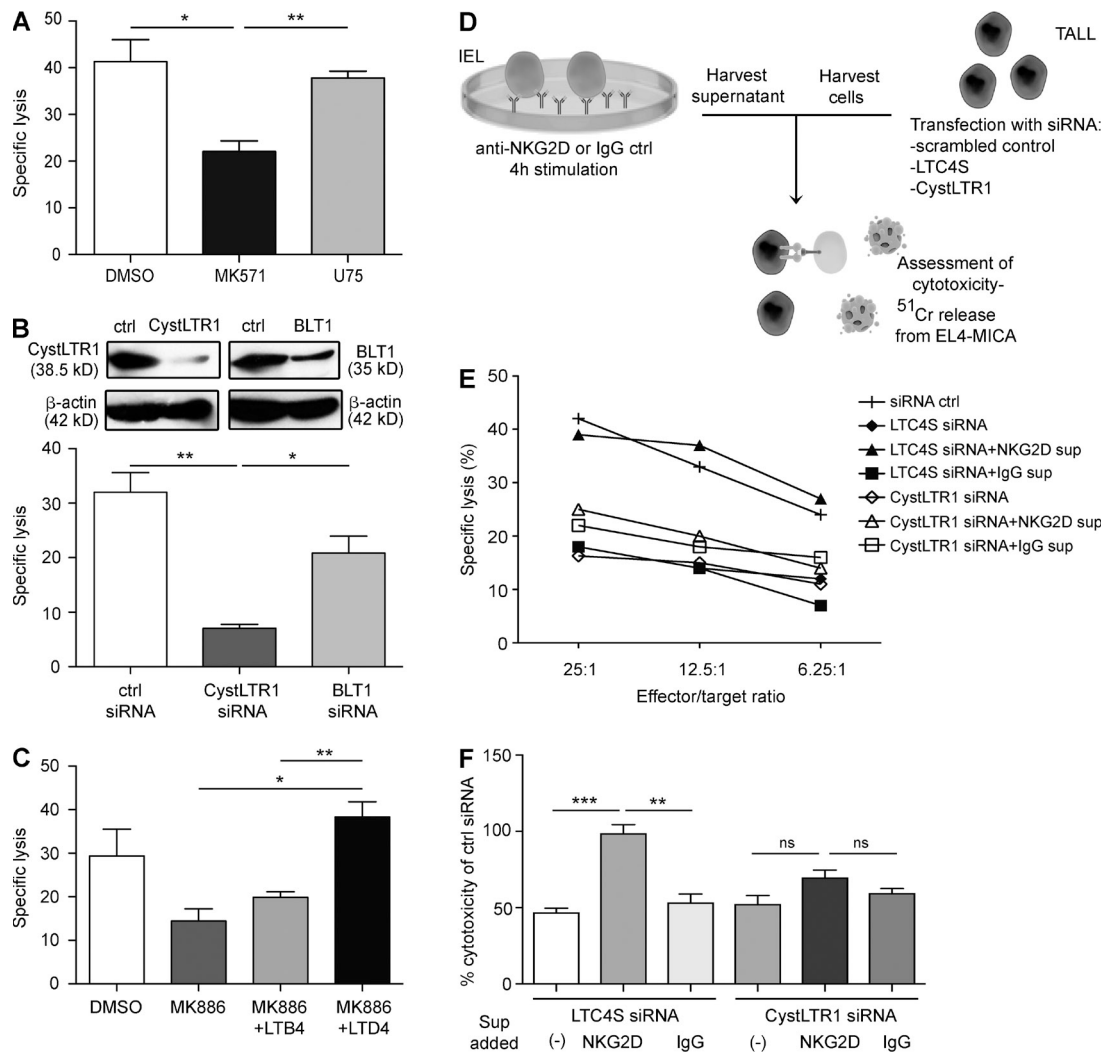 A
50
40
30
20
10
0
Specific lysis
*
**
DMSO
MK571
U75
B
ctrl CystLTR1
ctrl BLT1
CystLTR1
(38.5 kD)
BLT1
(35 kD)
β-actin
(42 kD)
β-actin
(42 kD)
40
30
20
10
0
Specific lysis
**
*
ctrl
siRNA
CystLTR1
siRNA
BLT1
siRNA
C
50
40
30
20
10
0
Specific lysis
**
*
DMSO
MK886
MK886
+LTB4
MK886
+LTD4
D
IEL
anti-NKG2D or IgG ctrl
4h stimulation
Harvest
supernatant
Harvest
cells
TALL
Transfection with siRNA:
-scrambled control
-LTC4S
-CystLTR1
Assessment of
cytotoxicity-
51Cr release
from EL4-MICA
E
50
40
30
20
10
0
Specific lysis (%)
25:1
12.5:1
6.25:1
Effector/target ratio
siRNA ctrl
LTC4S siRNA
LTC4S siRNA+NKG2D sup
LTC4S siRNA+IgG sup
CystLTR1 siRNA
CystLTR1 siRNA+NKG2D sup
CystLTR1 siRNA+IgG sup
F
150
100
50
0
% cytotoxicity of ctrl siRNA
***
**
ns
ns
LTC4S siRNA
CystLTR1 siRNA
Sup
added
(-) NKG2D IgG
(-) NKG2D IgG